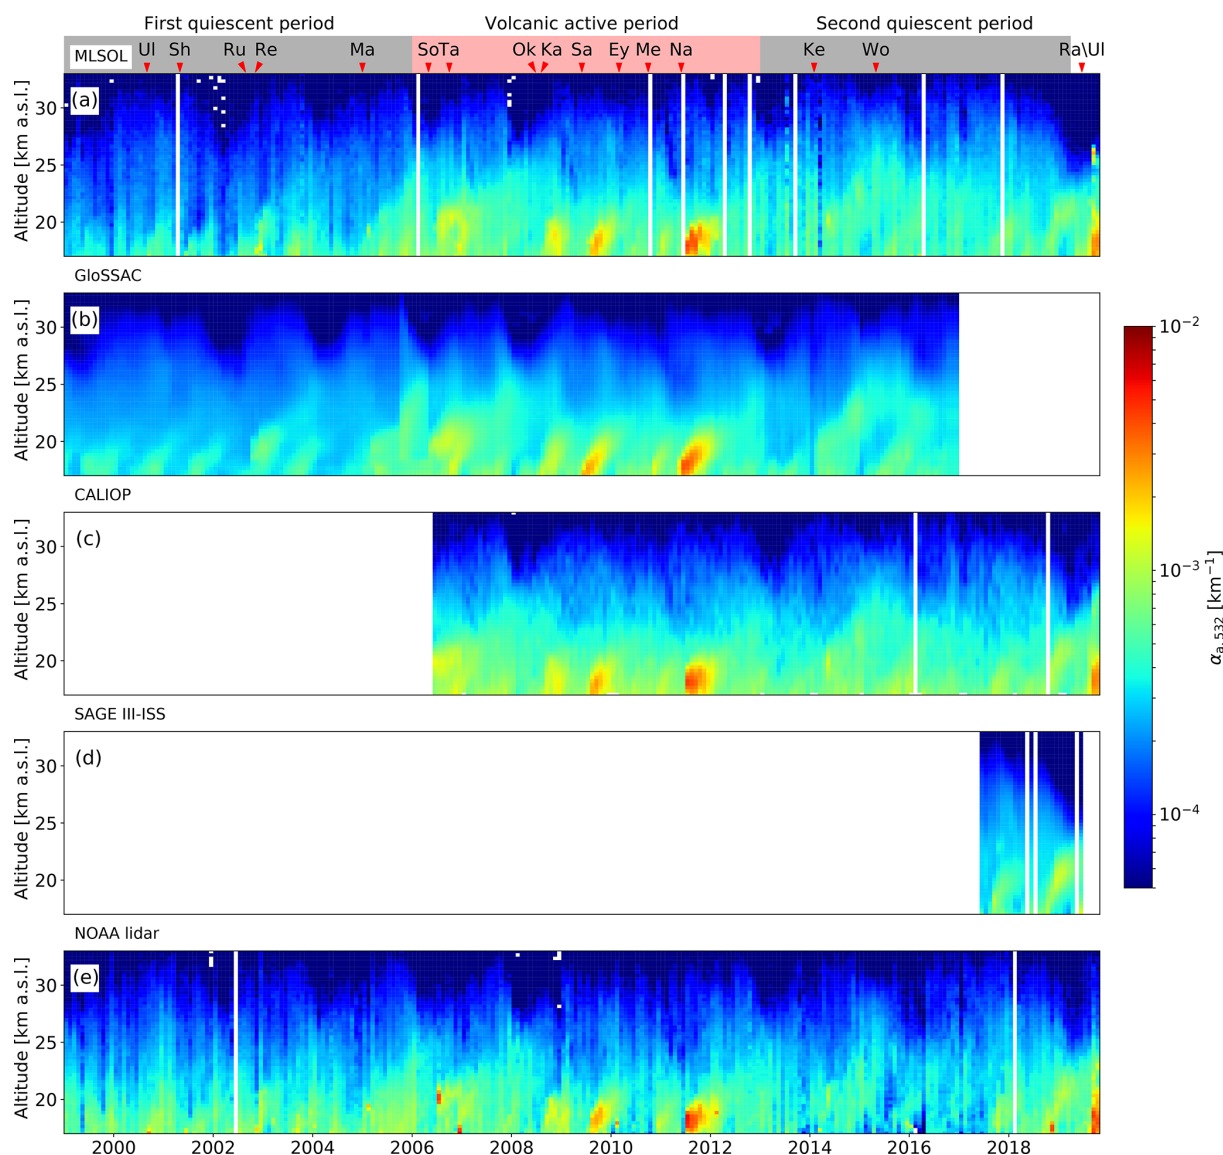 First quiescent period Volcanic active period Second quiescent period
MLSOL Ul Sh Ru Re Ma So Ta Ok Ka Sa Ey Me Na Ke Wo Ra\Ul
(a)
Altitude [km a.s.l.]
30
25
20
GloSSAC
(b)
Altitude [km a.s.l.]
30
25
20
CALIOP
(c)
Altitude [km a.s.l.]
30
25
20
SAGE III-ISS
(d)
Altitude [km a.s.l.]
30
25
20
NOAA lidar
(e)
Altitude [km a.s.l.]
30
25
20
2000 2002 2004 2006 2008 2010 2012 2014 2016 2018
10⁻²
10⁻³
10⁻⁴
αa,532 [km⁻¹]